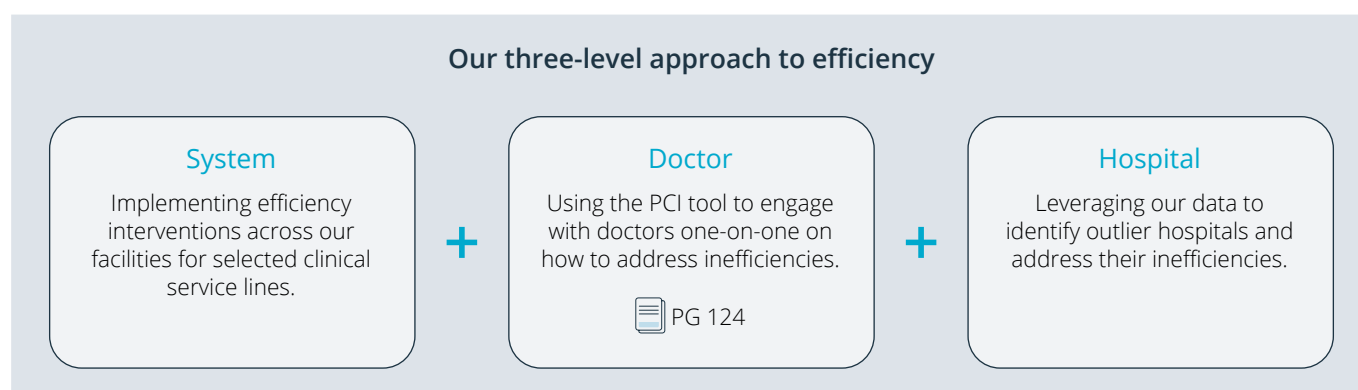 Our three-level approach to efficiency
System
Implementing efficiency
interventions across our
facilities for selected clinical
service lines.
+
Doctor
Using the PCI tool to engage
with doctors one-on-one on
how to address inefficiencies.
PG 124
+
Hospital
Leveraging our data to
identify outlier hospitals and
address their inefficiencies.